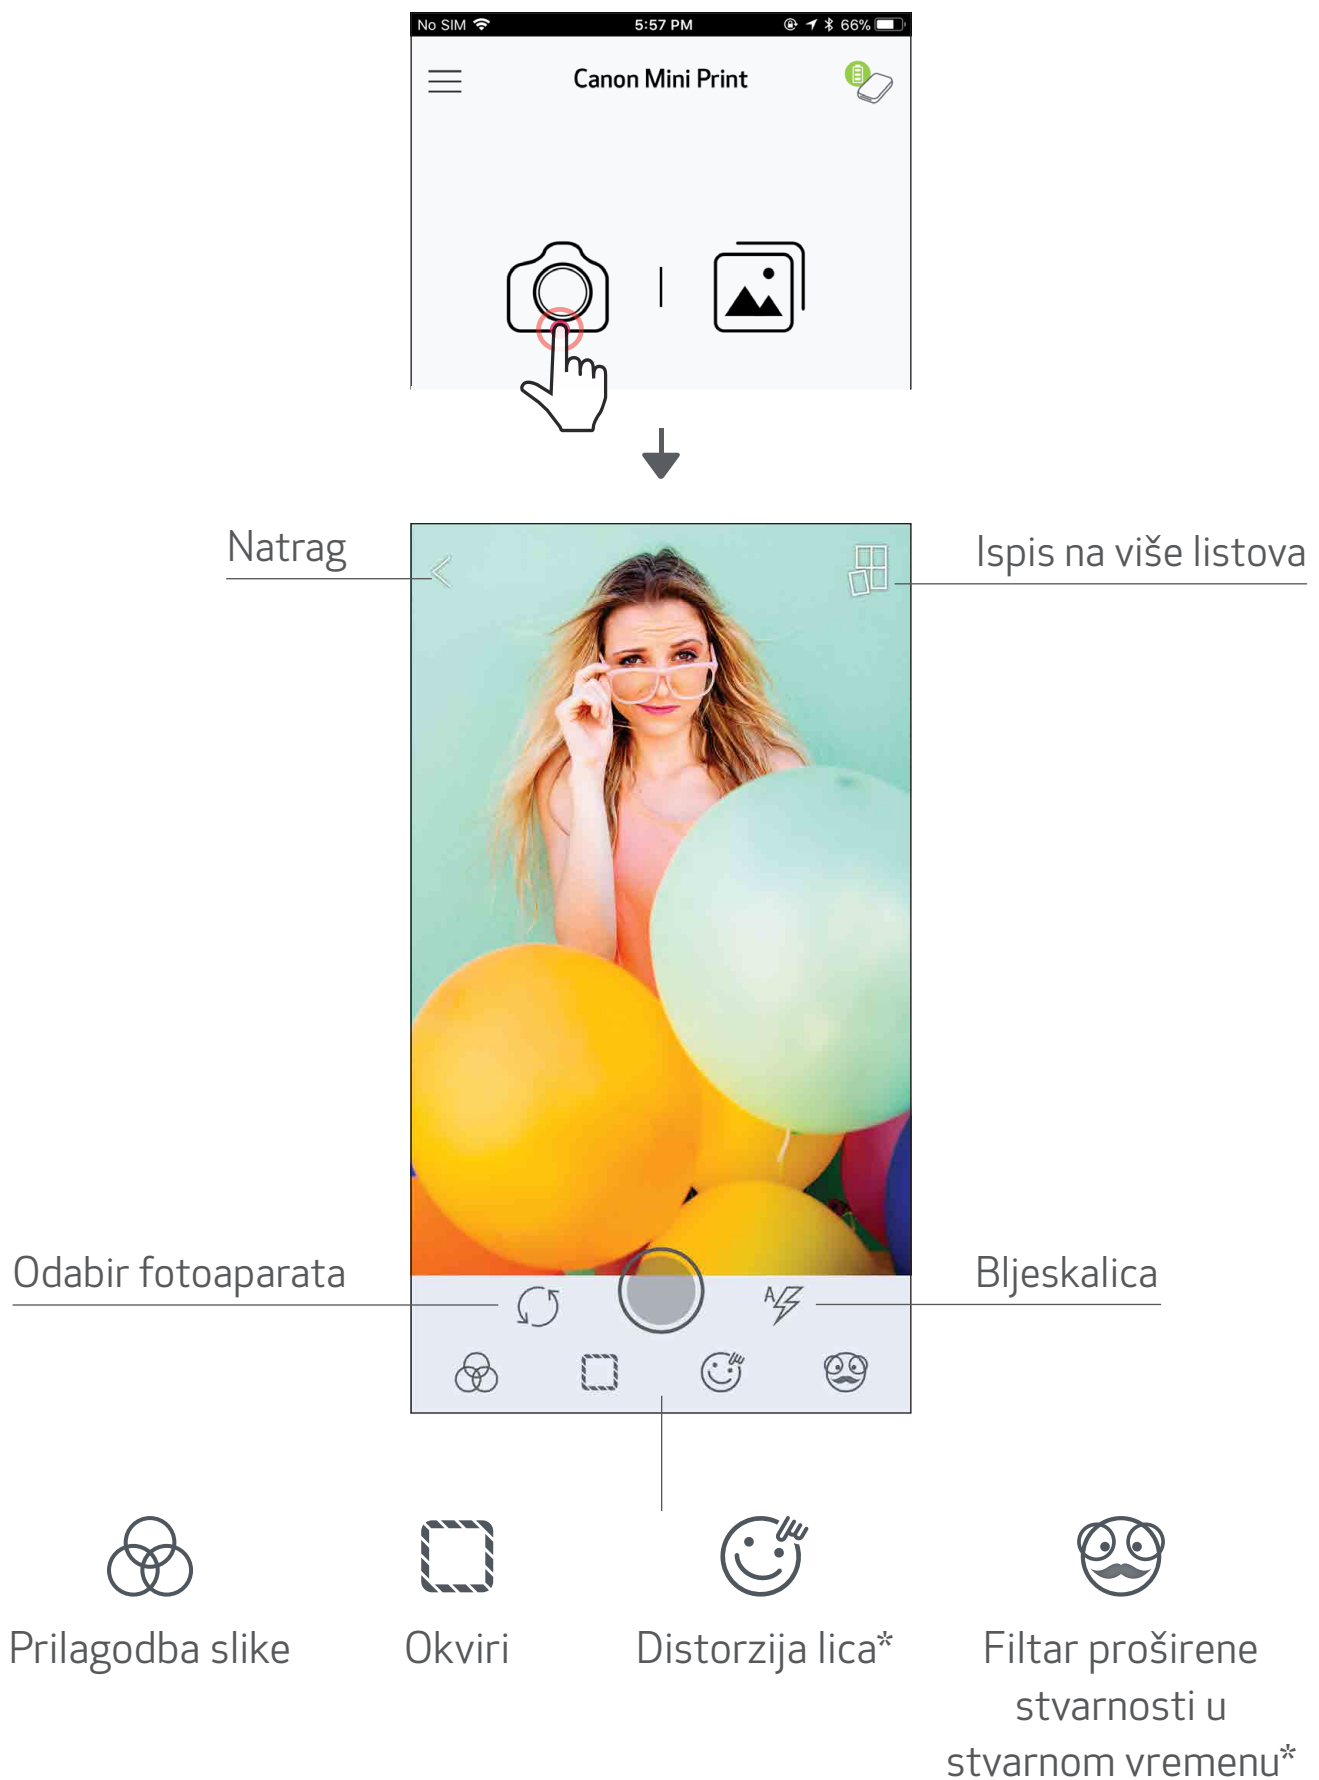 No SIM 5:57 PM 66%
Canon Mini Print
Natrag
Ispis na više listova
Odabir fotoaparata
Bljeskalica
A
Prilagodba slike
Okviri
Distorzija lica*
Filtar proširene
stvarnosti u
stvarnom vremenu*